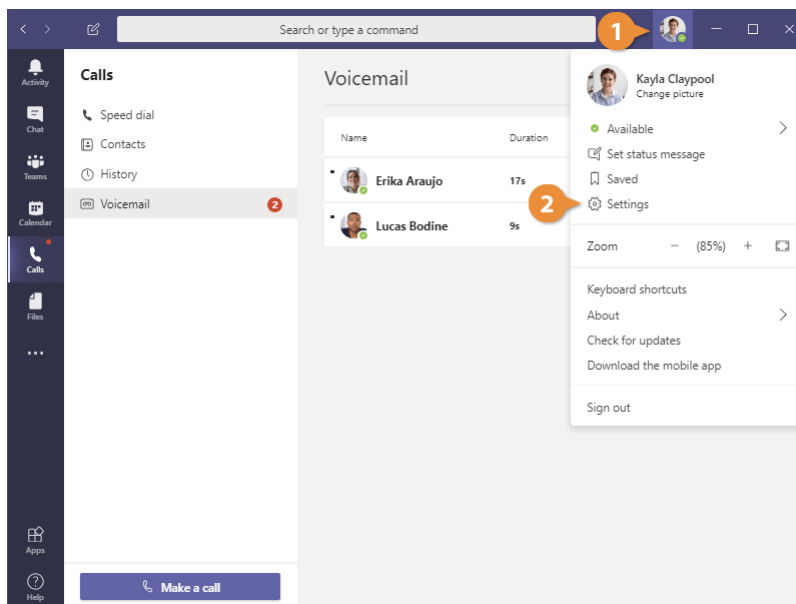 Search or type a command
1
Activity
Chat
Teams
Calendar
Calls
Files
Apps
Help
Calls
Speed dial
Contacts
History
Voicemail 2
Make a call
Voicemail
Name Duration
Erika Araujo 17s
Lucas Bodine 9s
Kayla Claypool
Change picture
Available
Set status message
Saved
2 Settings
Zoom − (85%) +
Keyboard shortcuts
About
Check for updates
Download the mobile app
Sign out